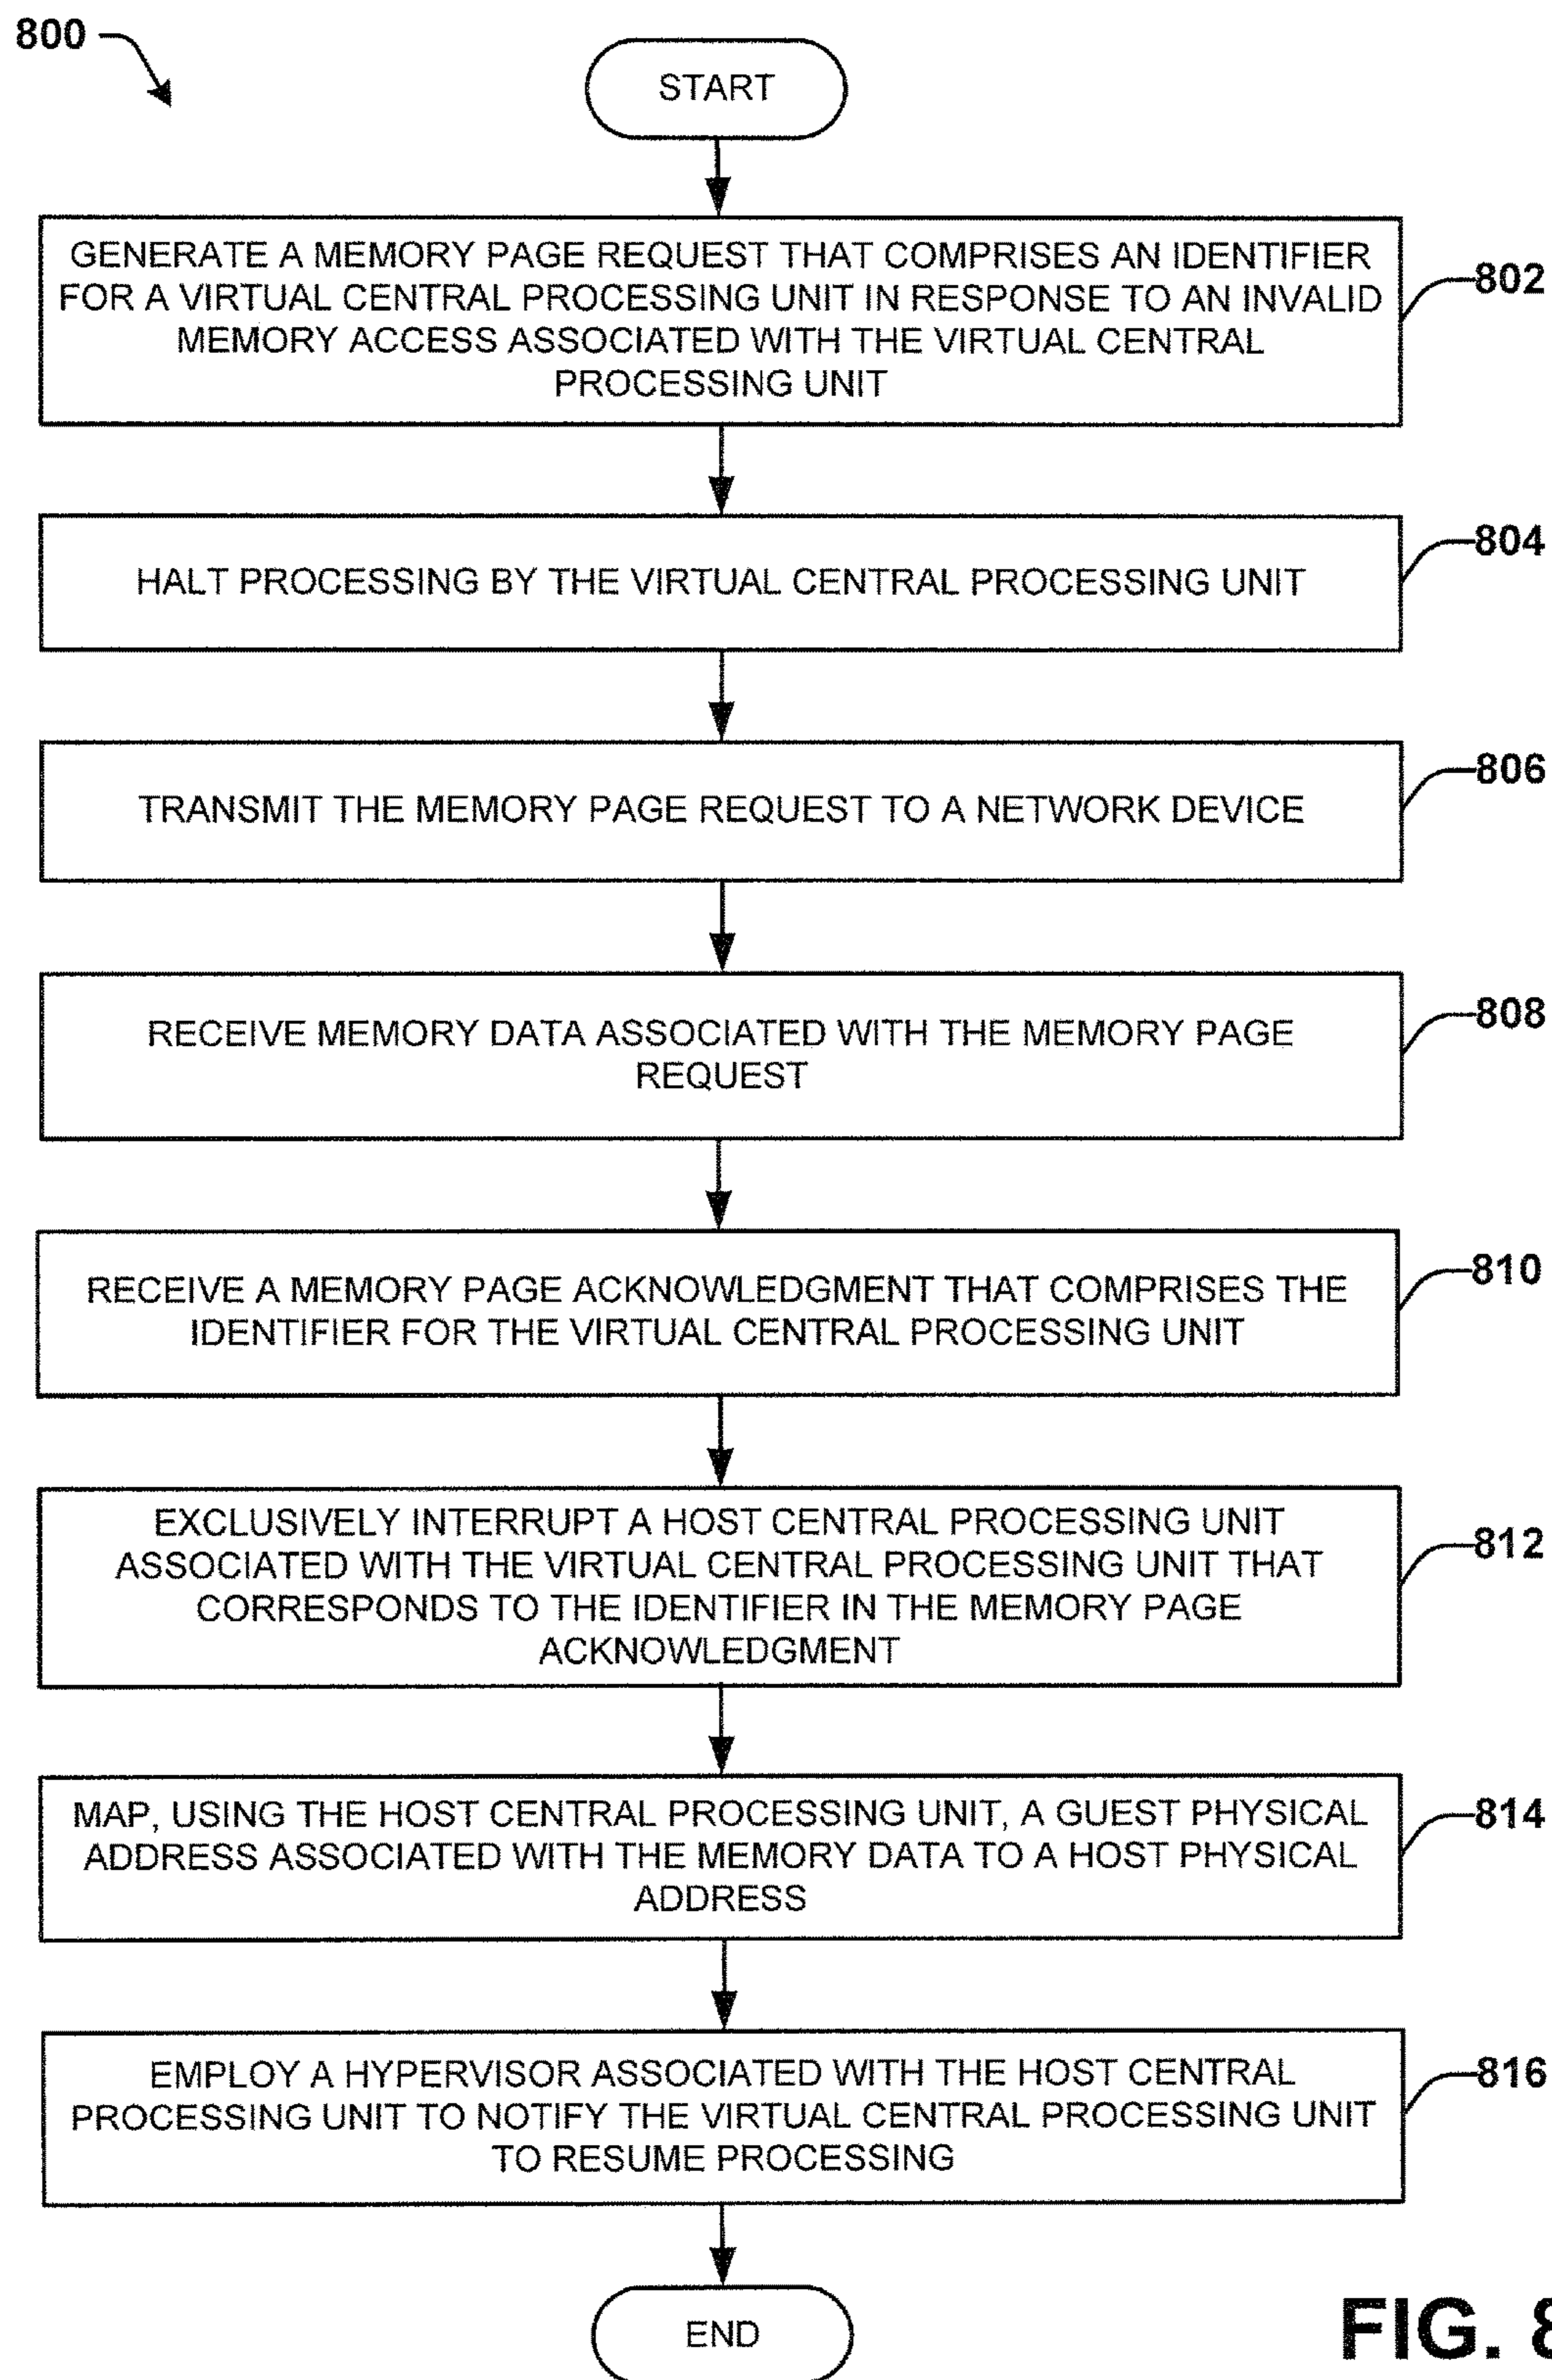 800
START
GENERATE A MEMORY PAGE REQUEST THAT COMPRISES AN IDENTIFIER
FOR A VIRTUAL CENTRAL PROCESSING UNIT IN RESPONSE TO AN INVALID
MEMORY ACCESS ASSOCIATED WITH THE VIRTUAL CENTRAL
PROCESSING UNIT
802
HALT PROCESSING BY THE VIRTUAL CENTRAL PROCESSING UNIT
804
TRANSMIT THE MEMORY PAGE REQUEST TO A NETWORK DEVICE
806
RECEIVE MEMORY DATA ASSOCIATED WITH THE MEMORY PAGE
REQUEST
808
RECEIVE A MEMORY PAGE ACKNOWLEDGMENT THAT COMPRISES THE
IDENTIFIER FOR THE VIRTUAL CENTRAL PROCESSING UNIT
810
EXCLUSIVELY INTERRUPT A HOST CENTRAL PROCESSING UNIT
ASSOCIATED WITH THE VIRTUAL CENTRAL PROCESSING UNIT THAT
CORRESPONDS TO THE IDENTIFIER IN THE MEMORY PAGE
ACKNOWLEDGMENT
812
MAP, USING THE HOST CENTRAL PROCESSING UNIT, A GUEST PHYSICAL
ADDRESS ASSOCIATED WITH THE MEMORY DATA TO A HOST PHYSICAL
ADDRESS
814
EMPLOY A HYPERVISOR ASSOCIATED WITH THE HOST CENTRAL
PROCESSING UNIT TO NOTIFY THE VIRTUAL CENTRAL PROCESSING UNIT
TO RESUME PROCESSING
816
END
FIG. 8